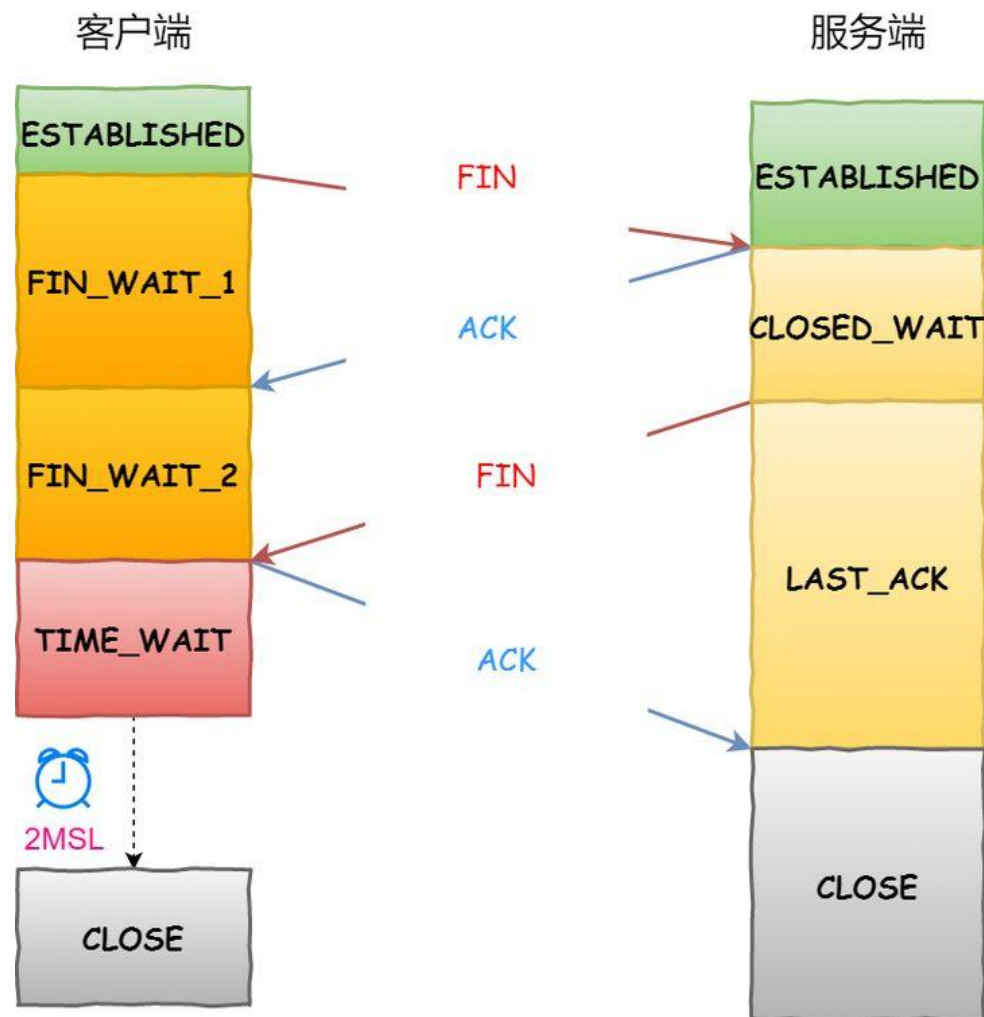 客户端
服务端
ESTABLISHED
FIN
ESTABLISHED
FIN_WAIT_1
ACK
CLOSED_WAIT
FIN_WAIT_2
FIN
LAST_ACK
TIME_WAIT
ACK
2MSL
CLOSE
CLOSE